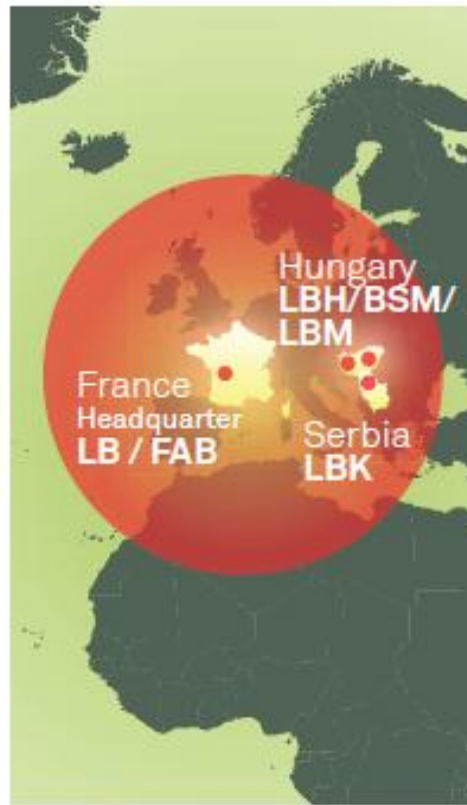 Hungary
LBH/BSM/
LBM
France
Headquarter
LB / FAB
Serbia
LBK